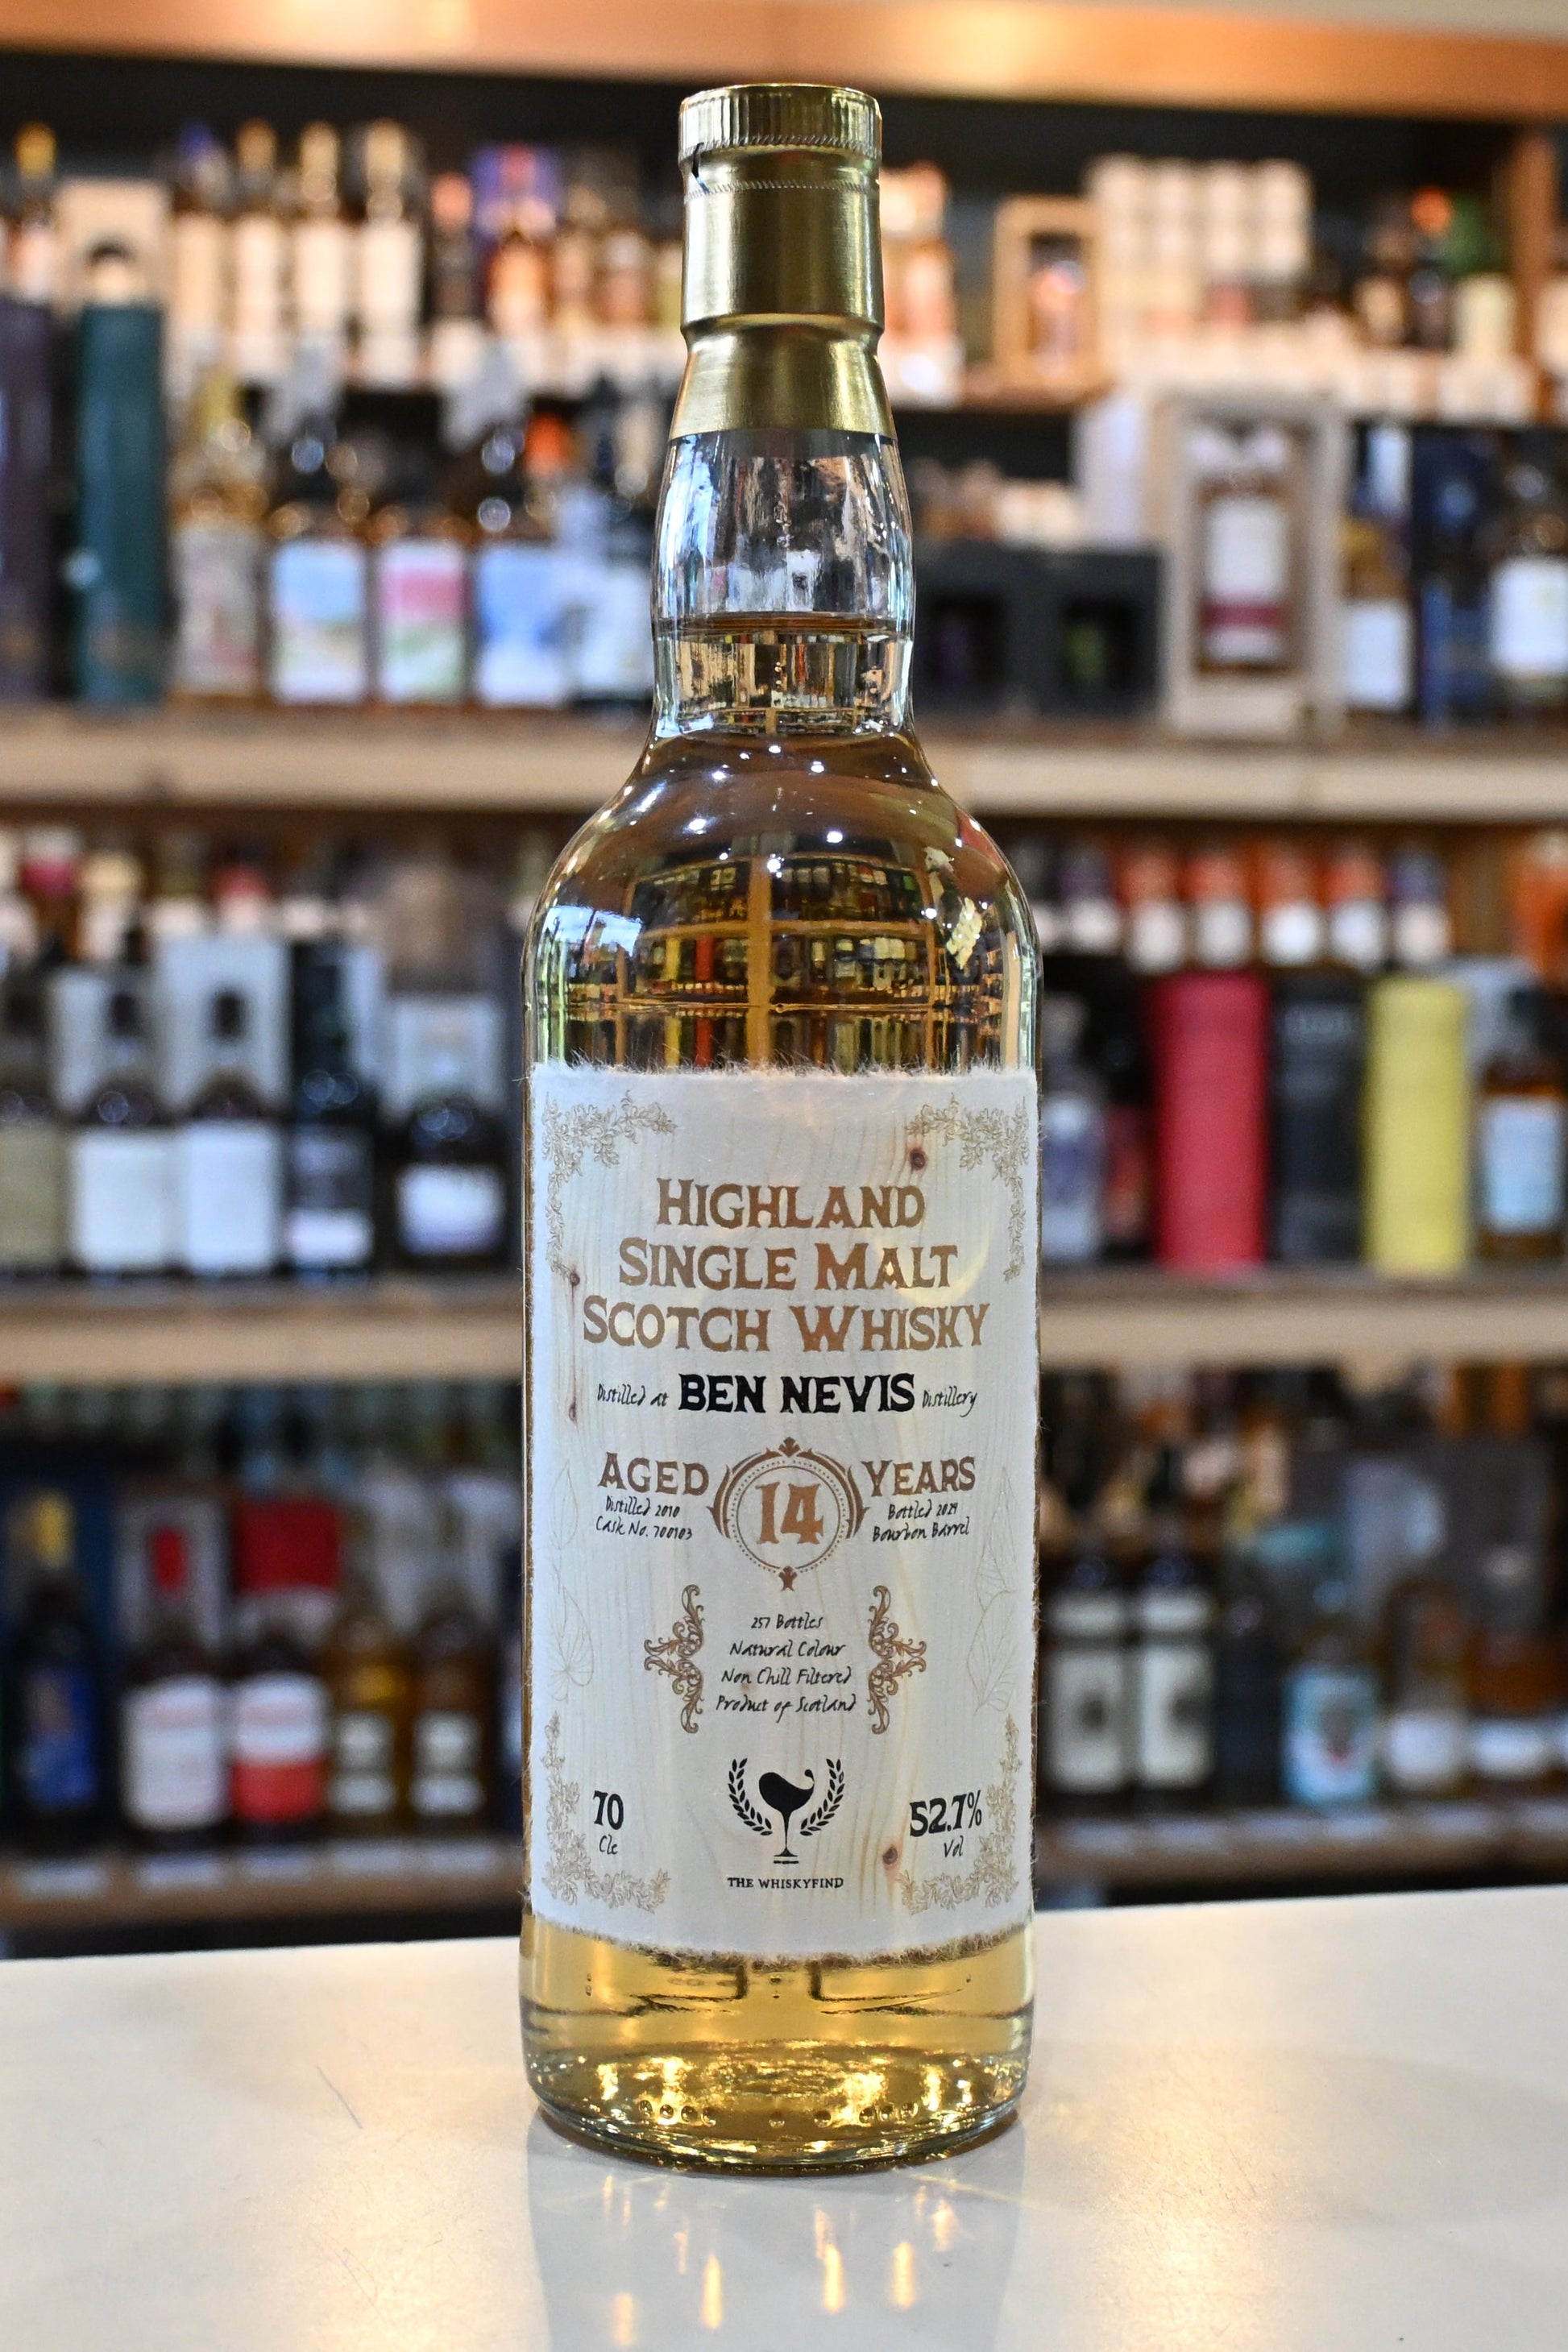 HIGHLAND
SINGLE MALT
SCOTCH WHISKY
Distilled at BEN NEVIS Distillery
AGED 14 YEARS
Distilled 2010 Bottled 2024
Cask No. 700103 Bourbon Barrel
257 Bottles
Natural Colour
Non Chill Filtered
Product of Scotland
70 52.7%
Cle Vol
THE WHISKYFIND